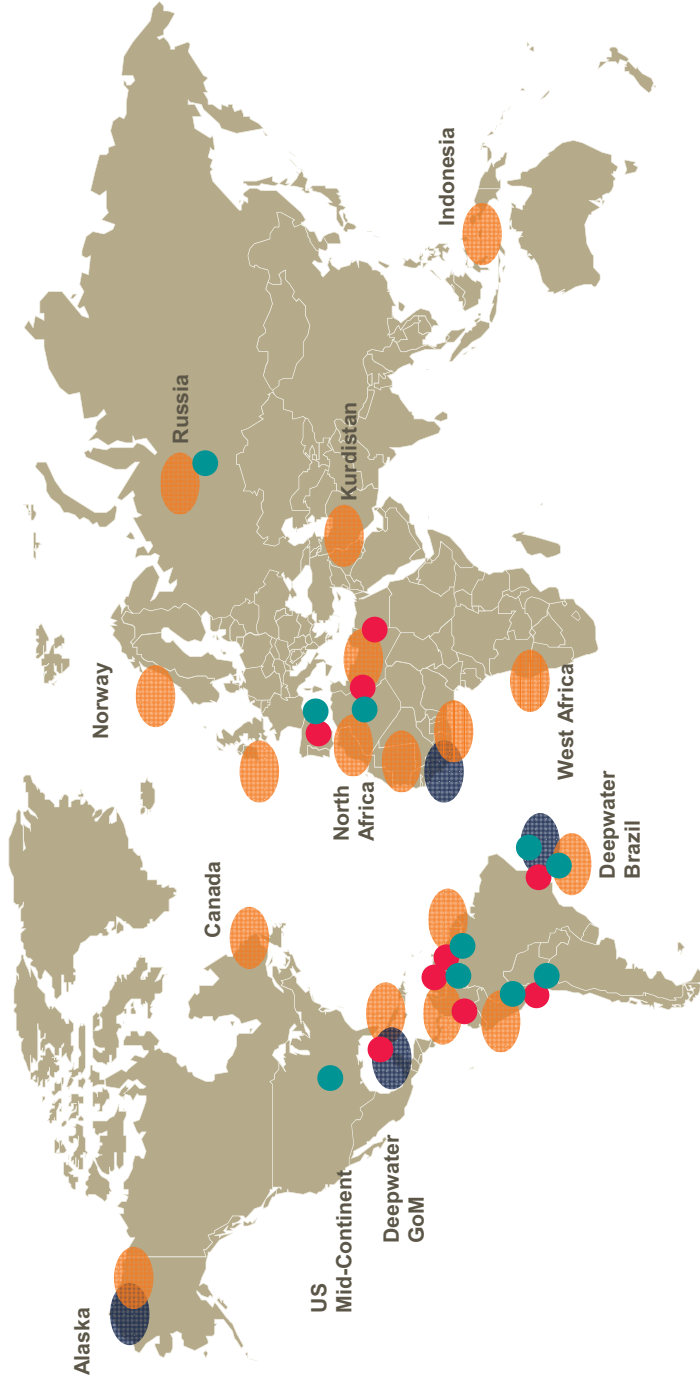 Alaska
US
Mid-Continent
Deepwater
GoM
Canada
Norway
North
Africa
Deepwater
Brazil
West Africa
Russia
Kurdistan
Indonesia